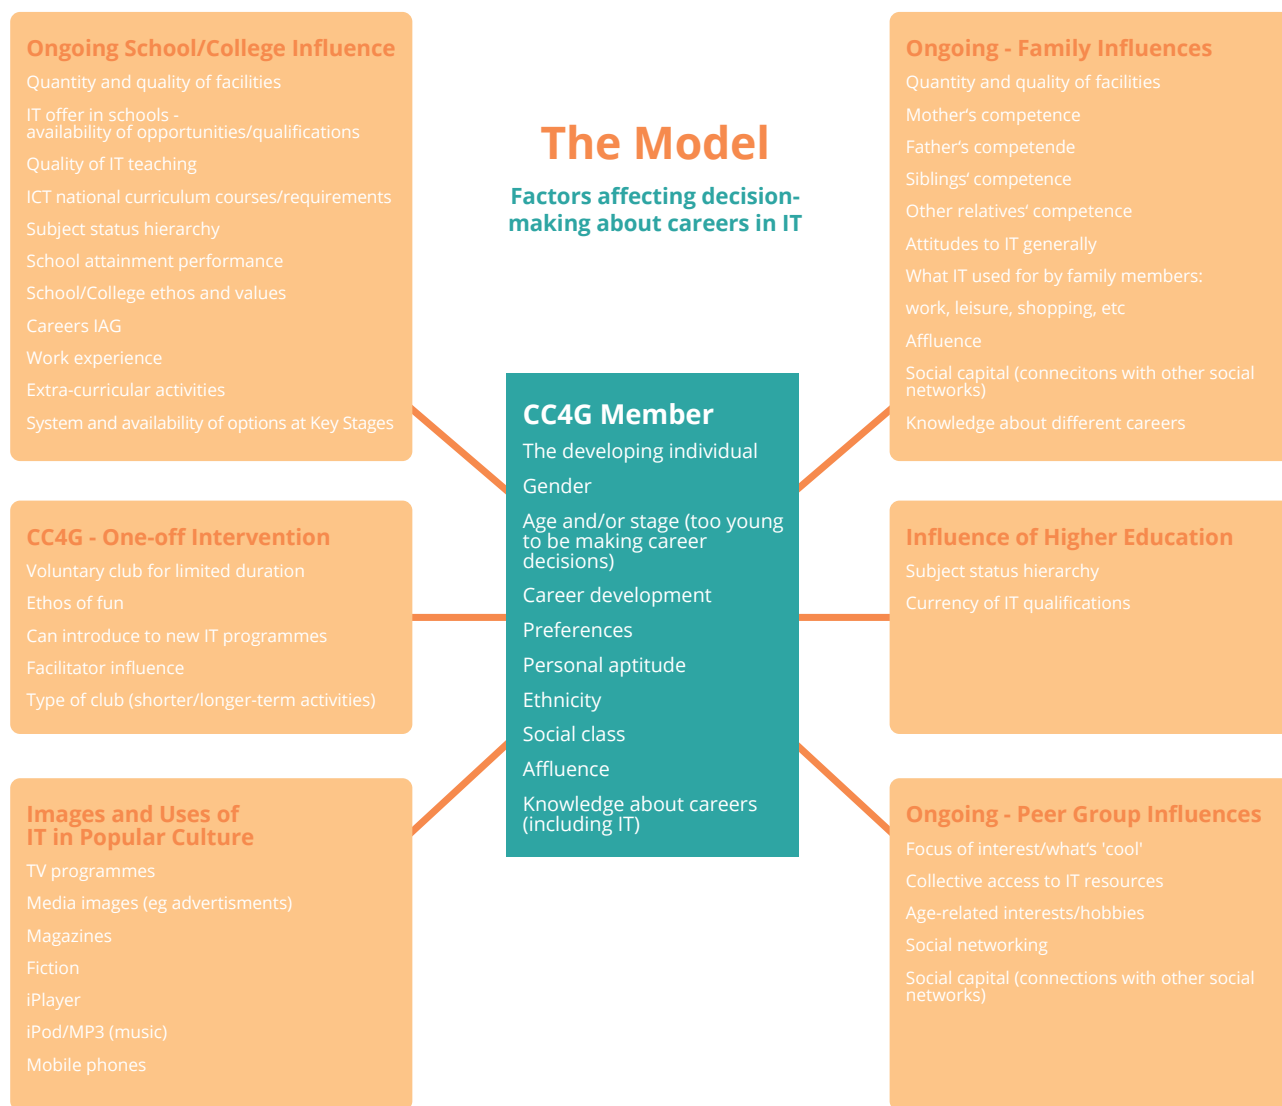 Ongoing School/College Influence
Quantity and quality of facilities
IT offer in schools -
availability of opportunities/qualifications
Quality of IT teaching
ICT national curriculum courses/requirements
Subject status hierarchy
School attainment performance
School/College ethos and values
Careers IAG
Work experience
Extra-curricular activities
System and availability of options at Key Stages
CC4G - One-off Intervention
Voluntary club for limited duration
Ethos of fun
Can introduce to new IT programmes
Facilitator influence
Type of club (shorter/longer-term activities)
Images and Uses of
IT in Popular Culture
TV programmes
Media images (eg advertisments)
Magazines
Fiction
iPlayer
iPod/MP3 (music)
Mobile phones
The Model
Factors affecting decision-
making about careers in IT
CC4G Member
The developing individual
Gender
Age and/or stage (too young
to be making career
decisions)
Career development
Preferences
Personal aptitude
Ethnicity
Social class
Affluence
Knowledge about careers
(including IT)
Ongoing - Family Influences
Quantity and quality of facilities
Mother's competence
Father's competende
Siblings' competence
Other relatives' competence
Attitudes to IT generally
What IT used for by family members:
work, leisure, shopping, etc
Affluence
Social capital (connecitons with other social
networks)
Knowledge about different careers
Influence of Higher Education
Subject status hierarchy
Currency of IT qualifications
Ongoing - Peer Group Influences
Focus of interest/what's 'cool'
Collective access to IT resources
Age-related interests/hobbies
Social networking
Social capital (connections with other social
networks)